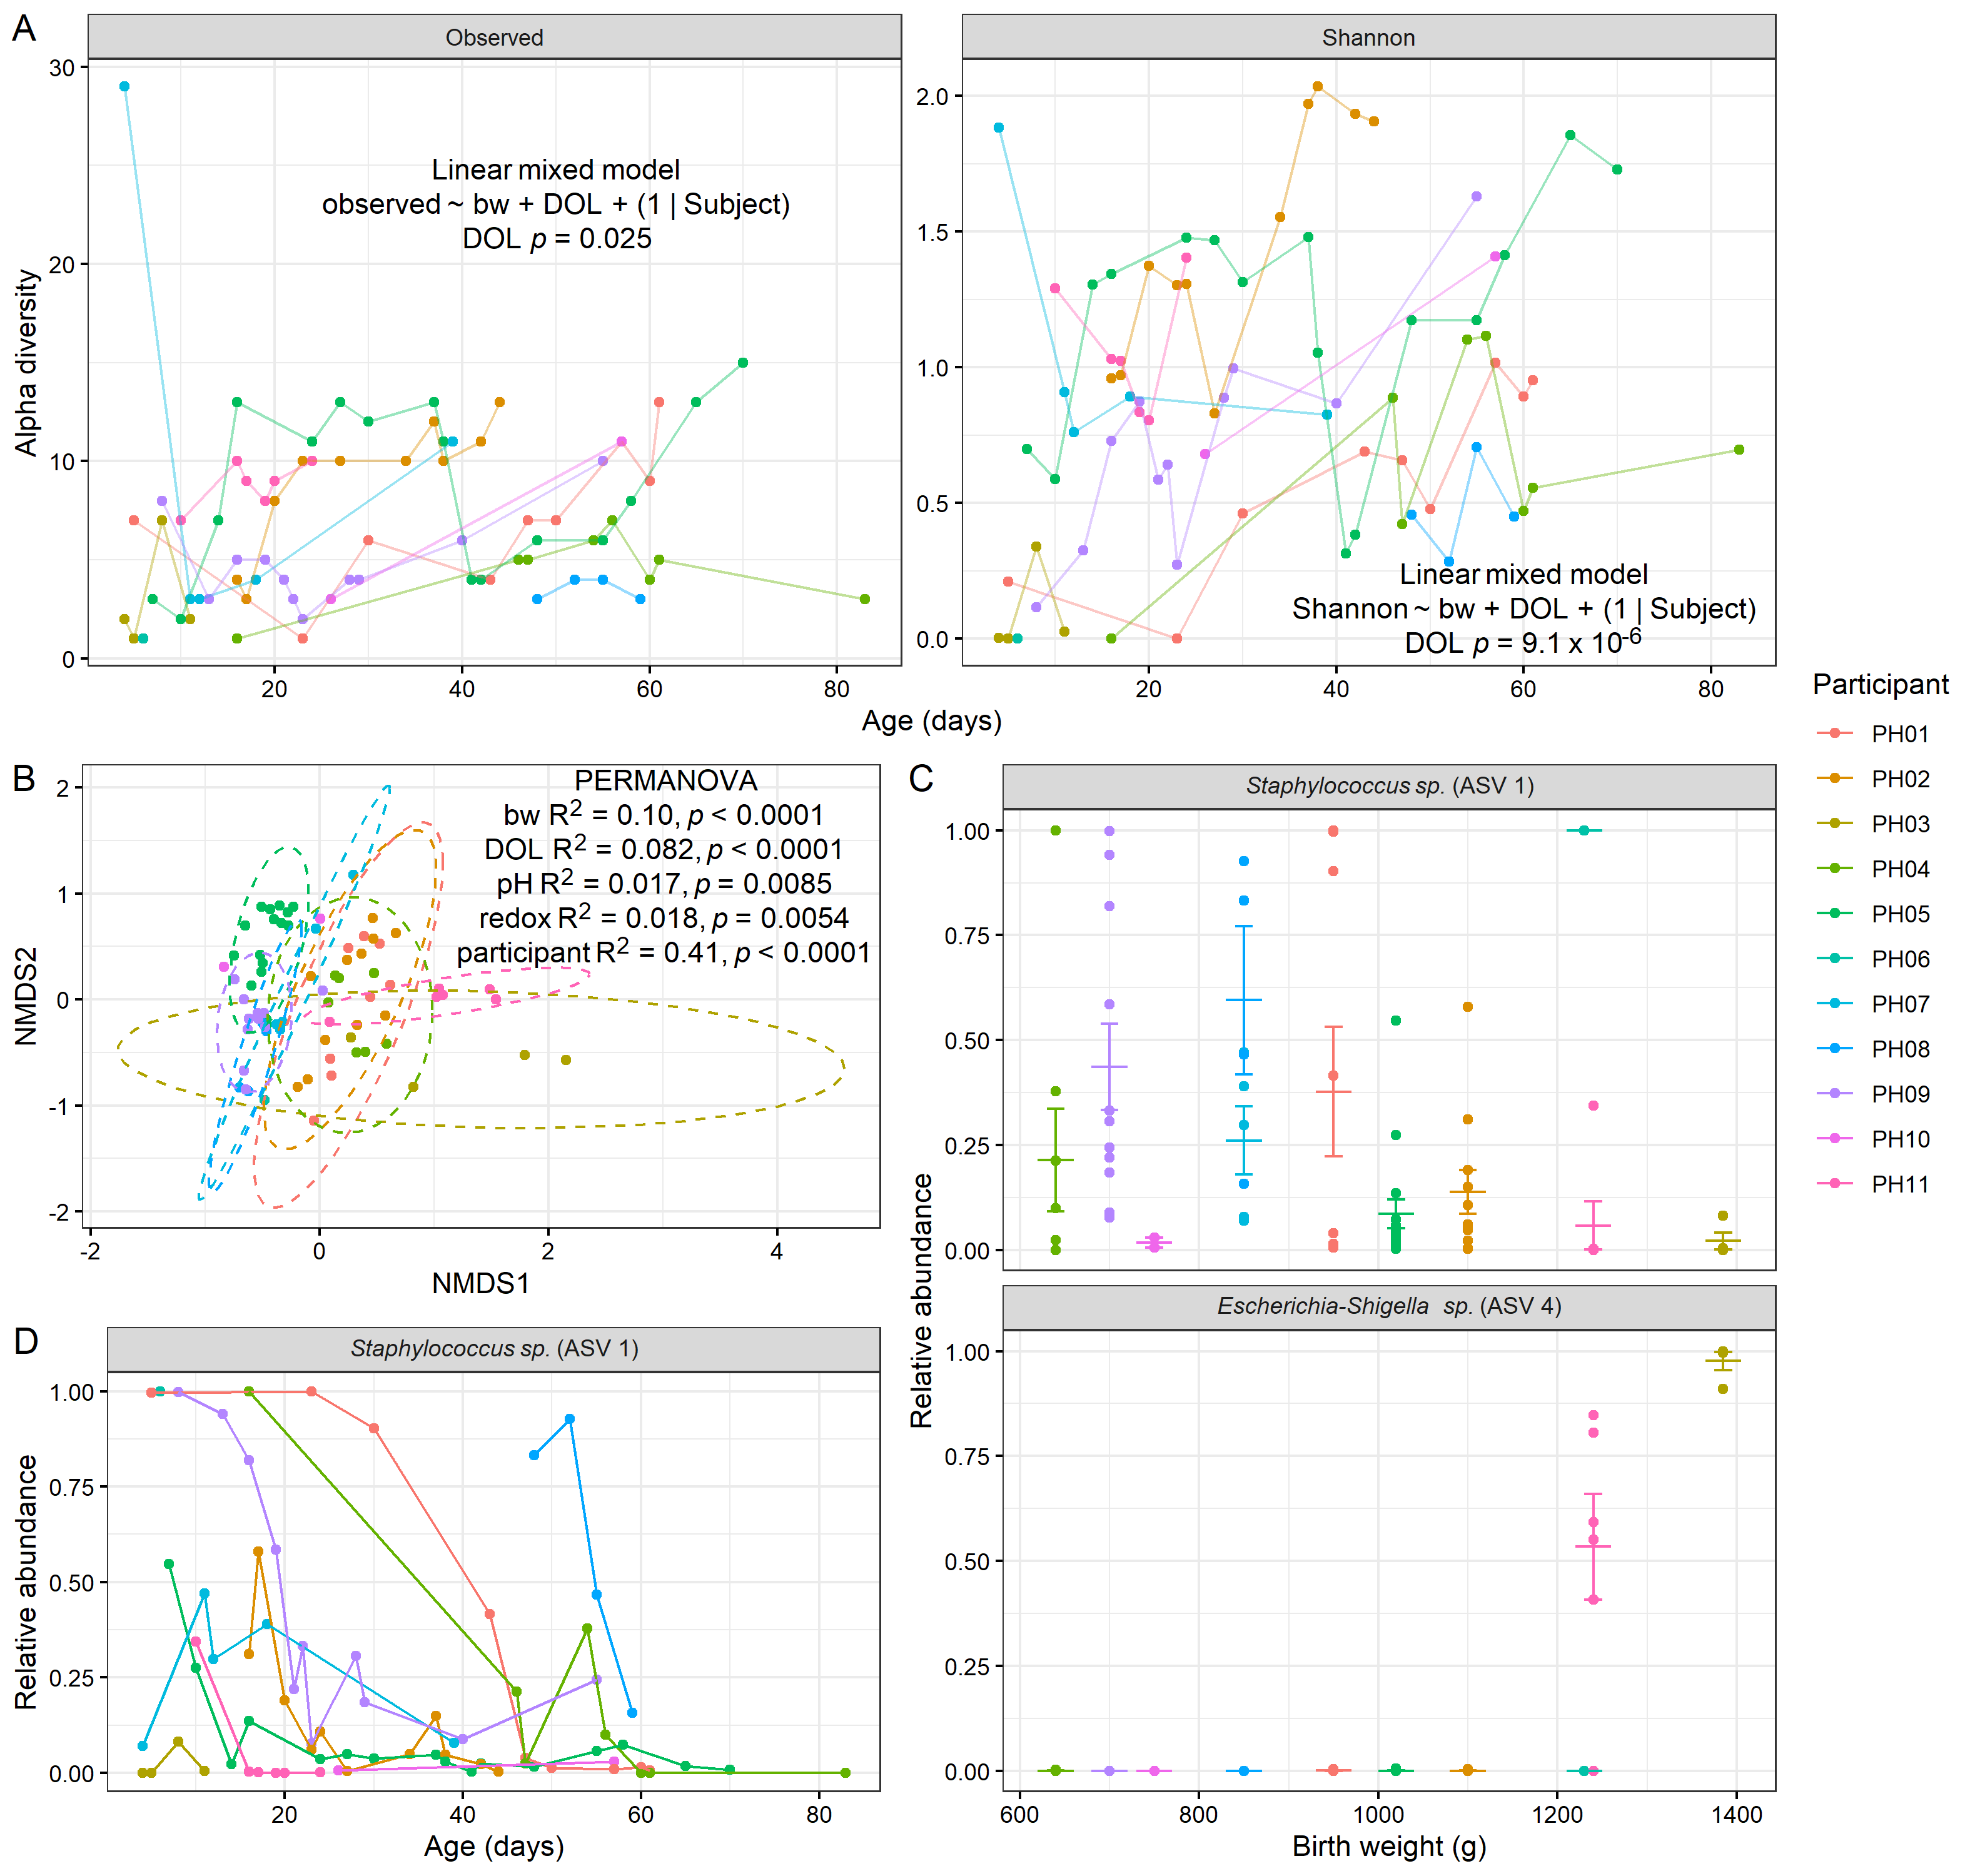 A
Observed
Shannon
30
20
10
0
Alpha diversity
Linear mixed model
observed ~ bw + DOL + (1 | Subject)
DOL p = 0.025
20
40
60
80
2.0
1.5
1.0
0.5
0.0
Linear mixed model
Shannon ~ bw + DOL + (1 | Subject)
DOL p = 9.1 x 10-6
20
40
60
80
Age (days)
Participant
PH01
PH02
PH03
PH04
PH05
PH06
PH07
PH08
PH09
PH10
PH11
B
2
1
0
-1
-2
NMDS2
PERMANOVA
bw R2 = 0.10, p < 0.0001
DOL R2 = 0.082, p < 0.0001
pH R2 = 0.017, p = 0.0085
redox R2 = 0.018, p = 0.0054
participant R2 = 0.41, p < 0.0001
-2
0
2
4
NMDS1
C
Staphylococcus sp. (ASV 1)
1.00
0.75
0.50
0.25
0.00
Relative abundance
Escherichia-Shigella sp. (ASV 4)
1.00
0.75
0.50
0.25
0.00
600
800
1000
1200
1400
Birth weight (g)
D
Staphylococcus sp. (ASV 1)
1.00
0.75
0.50
0.25
0.00
Relative abundance
20
40
60
80
Age (days)